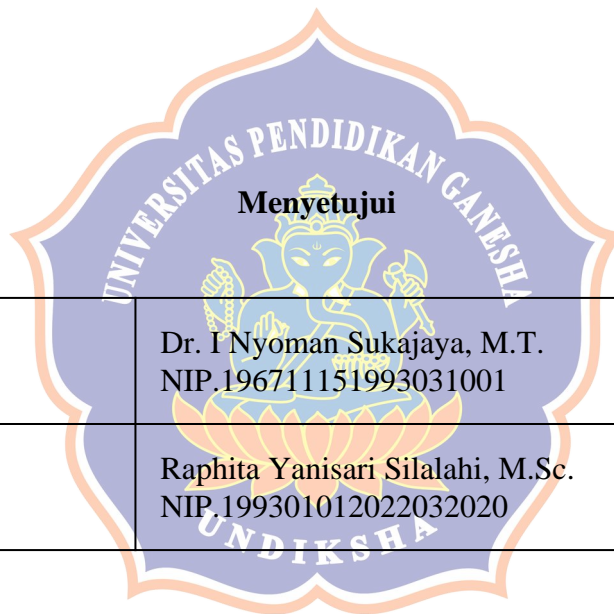 UNIVERSITAS PENDIDIKAN GANESHA
Menyetujui
Dr. I Nyoman Sukajaya, M.T.
NIP.196711151993031001
Raphita Yanisari Silalahi, M.Sc.
NIP.199301012022032020
UNDIKSHA